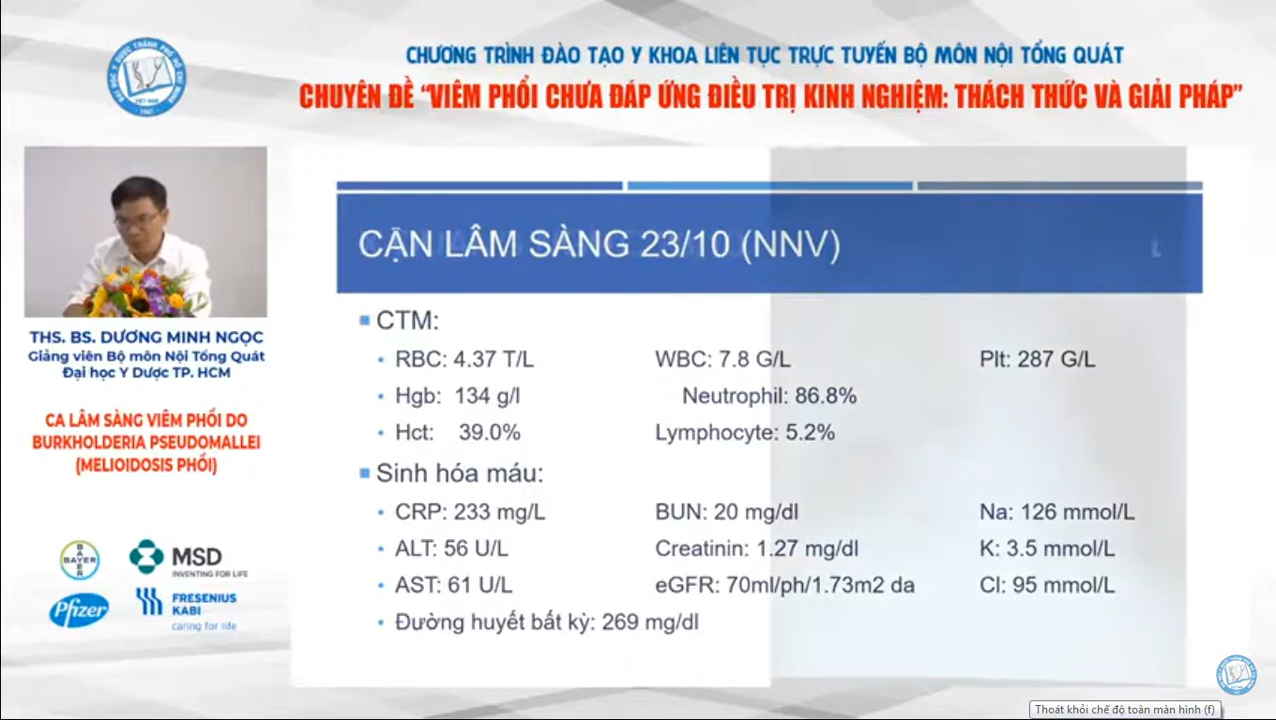 CHƯƠNG TRÌNH ĐÀO TẠO Y KHOA LIÊN TỤC TRỰC TUYẾN BỘ MÔN NỘI TỔNG QUÁT
CHUYÊN ĐỀ “VIÊM PHỔI CHƯA ĐÁP ỨNG ĐIỀU TRỊ KINH NGHIỆM: THÁCH THỨC VÀ GIẢI PHÁP”
THS. BS. DƯƠNG MINH NGỌC
Giảng viên Bộ môn Nội Tổng Quát
Đại học Y Dược TP. HCM
CA LÂM SÀNG VIÊM PHỔI DO
BURKHOLDERIA PSEUDOMALLEI
(MELIOIDOSIS PHỔI)
BAYER
MSD
INVENTING FOR LIFE
Pfizer
FRESENIUS
KABI
caring for life
CẬN LÂM SÀNG 23/10 (NNV)
CTM:
RBC: 4.37 T/L WBC: 7.8 G/L Plt: 287 G/L
Hgb: 134 g/l Neutrophil: 86.8%
Hct: 39.0% Lymphocyte: 5.2%
Sinh hóa máu:
CRP: 233 mg/L BUN: 20 mg/dl Na: 126 mmol/L
ALT: 56 U/L Creatinin: 1.27 mg/dl K: 3.5 mmol/L
AST: 61 U/L eGFR: 70ml/ph/1.73m2 da Cl: 95 mmol/L
Đường huyết bất kỳ: 269 mg/dl
Thoát khỏi chế độ toàn màn hình (f)